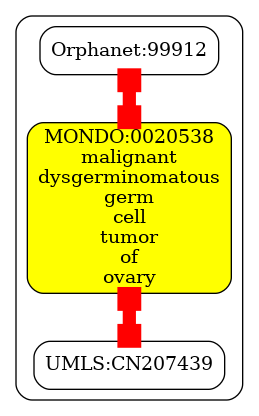 Orphanet:99912
MONDO:0020538
malignant
dysgerminomatous
germ
cell
tumor
of
ovary
UMLS:CN207439